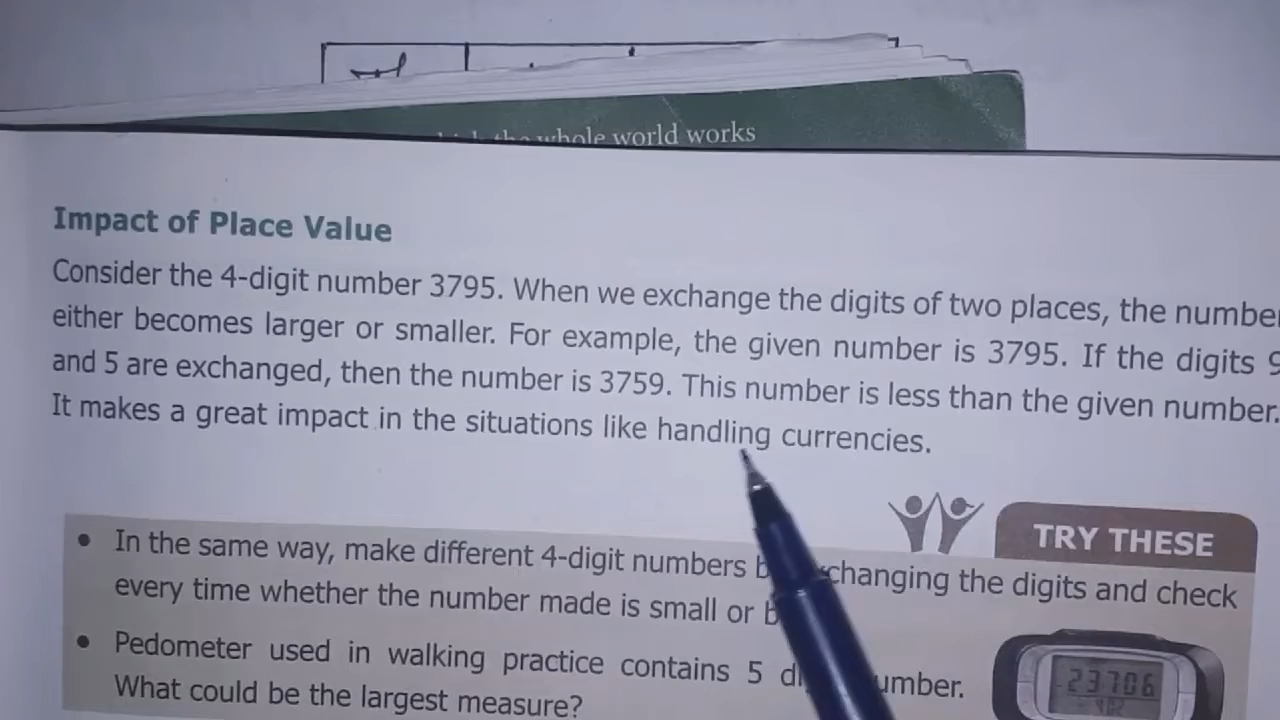 the whole world works
Impact of Place Value
Consider the 4-digit number 3795. When we exchange the digits of two places, the number
either becomes larger or smaller. For example, the given number is 3795. If the digits 9
and 5 are exchanged, then the number is 3759. This number is less than the given number.
It makes a great impact in the situations like handling currencies.
TRY THESE
• In the same way, make different 4-digit numbers changing the digits and check
every time whether the number made is small or
• Pedometer used in walking practice contains 5 umber.
What could be the largest measure?
23706